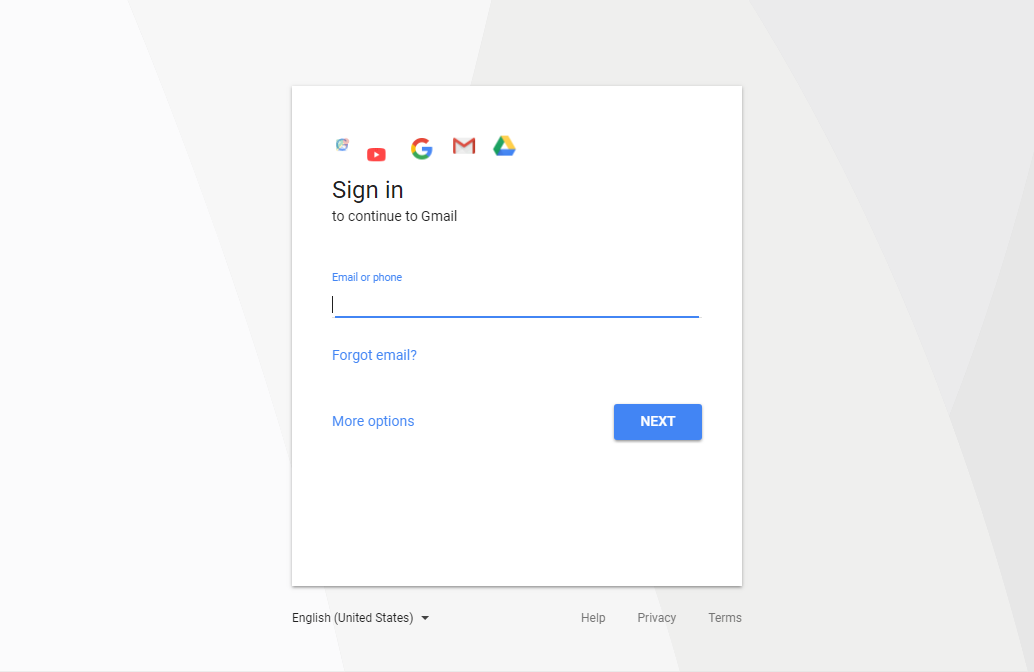 Sign in
to continue to Gmail
Email or phone
Forgot email?
More options
NEXT
English (United States)
Help
Privacy
Terms